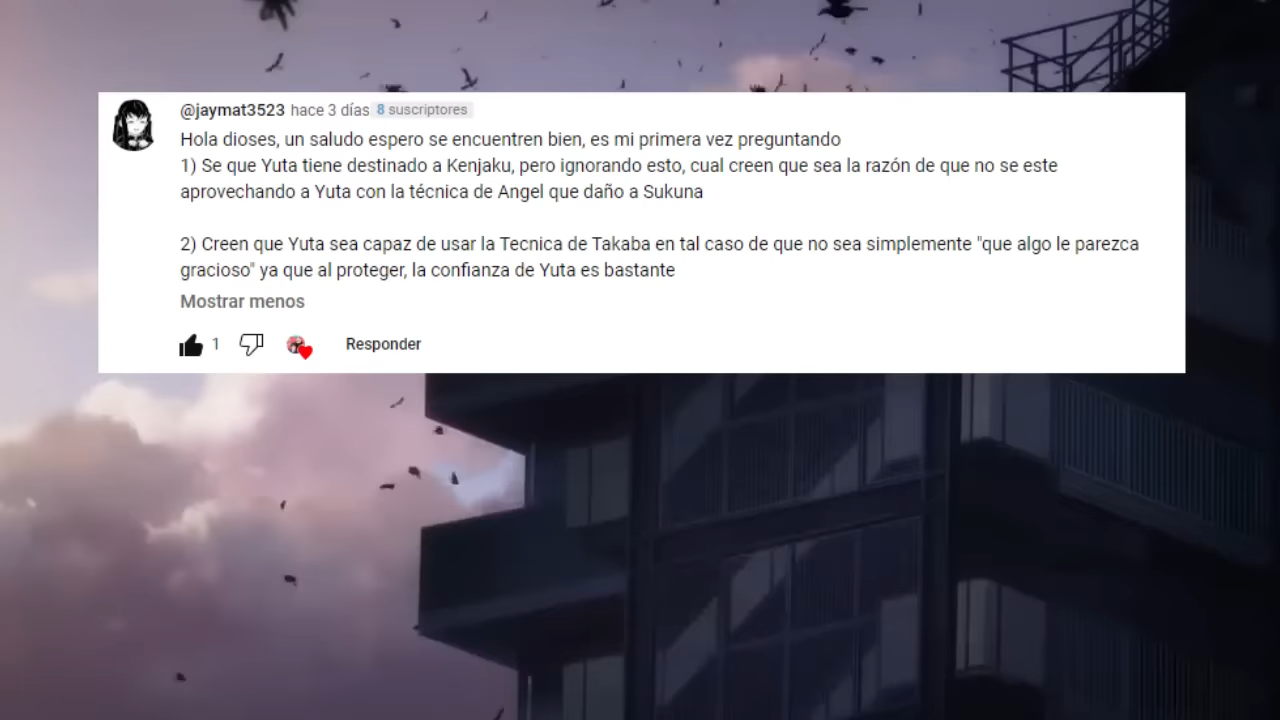 @jaymat3523 hace 3 días 8 suscriptores
Hola dioses, un saludo espero se encuentren bien, es mi primera vez preguntando
1) Se que Yuta tiene destinado a Kenjaku, pero ignorando esto, cual creen que sea la razón de que no se este
aprovechando a Yuta con la técnica de Angel que daño a Sukuna
2) Creen que Yuta sea capaz de usar la Tecnica de Takaba en tal caso de que no sea simplemente "que algo le parezca
gracioso" ya que al proteger, la confianza de Yuta es bastante
Mostrar menos
1 Responder